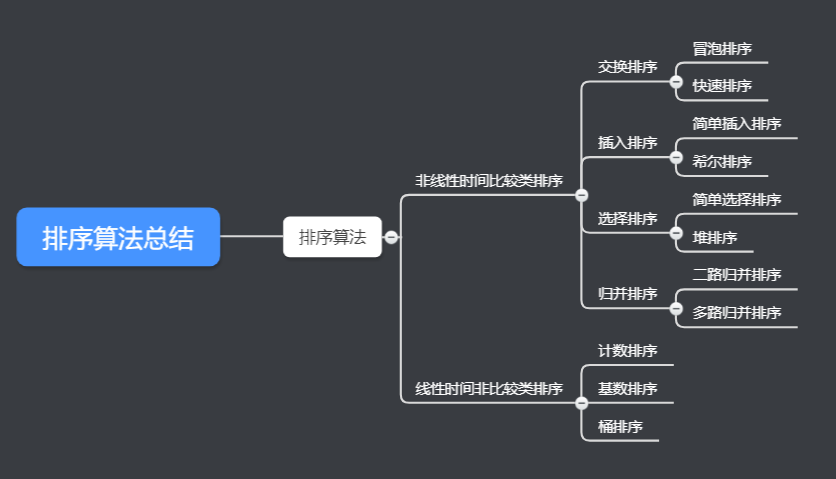 排序算法总结
排序算法
非线性时间比较类排序
交换排序
冒泡排序
快速排序
插入排序
简单插入排序
希尔排序
选择排序
简单选择排序
堆排序
归并排序
二路归并排序
多路归并排序
线性时间非比较类排序
计数排序
基数排序
桶排序